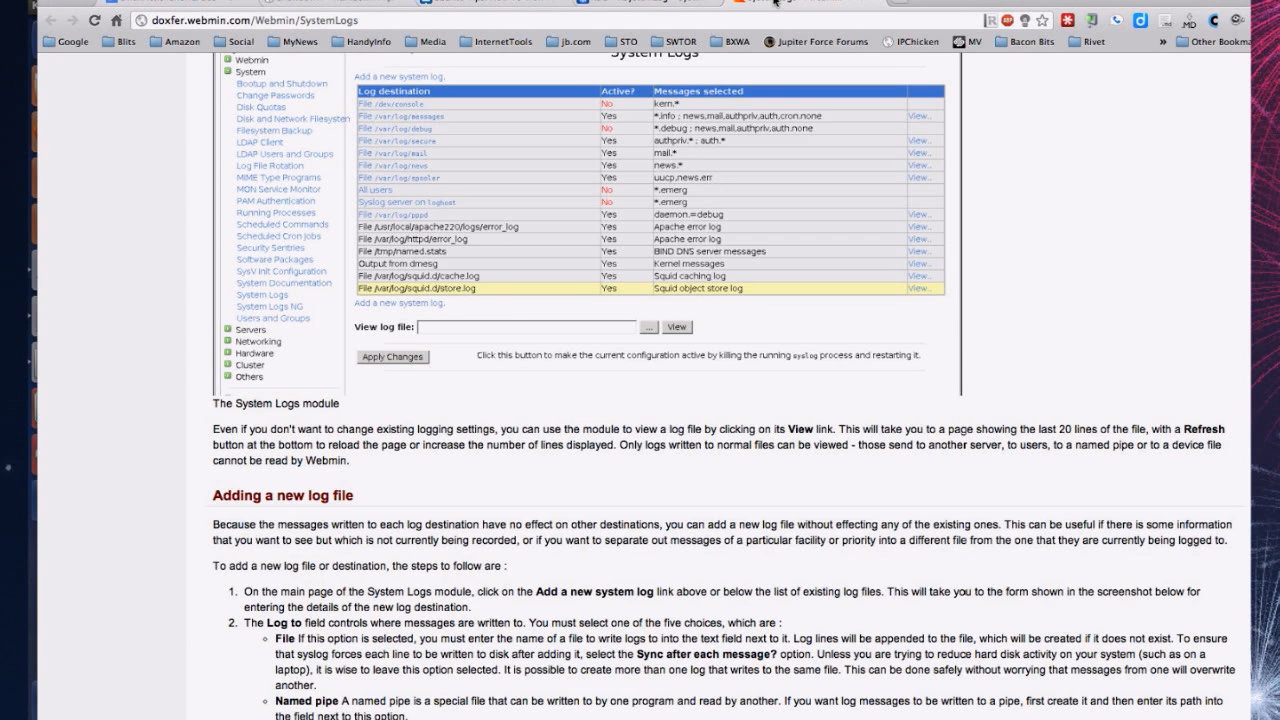 doxfer.webmin.com/Webmin/SystemLogs
Google Blits Amazon Social MyNews HandyInfo Media InternetTools jb.com STO SWTOR BXWA Jupiter Force Forums IPChicken MV Bacon Bits Rivet » Other Bookma
System Logs
Webmin
System
Bootup and Shutdown
Change Passwords
Disk Quotas
Disk and Network Filesystem
Filesystem Backup
LDAP Client
LDAP Users and Groups
Log File Rotation
MIME Type Programs
MON Service Monitor
PAM Authentication
Running Processes
Scheduled Commands
Scheduled Cron Jobs
Security Sentries
Software Packages
SysV Init Configuration
System Documentation
System Logs
System Logs NG
Users and Groups
Servers
Networking
Hardware
Cluster
Others
Add a new system log.
Log destination Active? Messages selected
File /dev/console No kern.*
File /var/log/messages Yes *.info ; news,mail,authpriv,auth,cron.none View..
File /var/log/debug No *.debug ; news,mail,authpriv,auth.none
File /var/log/secure Yes authpriv.* ; auth.* View..
File /var/log/mail Yes mail.* View..
File /var/log/news Yes news.* View..
File /var/log/spooler Yes uucp,news.err View..
All users No *.emerg
Syslog server on loghost No *.emerg
File /var/log/pppd Yes daemon.=debug View..
File /usr/local/apache220/logs/error_log Yes Apache error log View..
File /var/log/httpd/error_log Yes Apache error log View..
File /tmp/named.stats Yes BIND DNS server messages View..
Output from dmesg Yes Kernel messages View..
File /var/log/squid.d/cache.log Yes Squid caching log View..
File /var/log/squid.d/store.log Yes Squid object store log View..
Add a new system log.
View log file: ... View
Apply Changes Click this button to make the current configuration active by killing the running syslog process and restarting it.
The System Logs module
Even if you don't want to change existing logging settings, you can use the module to view a log file by clicking on its View link. This will take you to a page showing the last 20 lines of the file, with a Refresh
button at the bottom to reload the page or increase the number of lines displayed. Only logs written to normal files can be viewed - those send to another server, to users, to a named pipe or to a device file
cannot be read by Webmin.
Adding a new log file
Because the messages written to each log destination have no effect on other destinations, you can add a new log file without effecting any of the existing ones. This can be useful if there is some information
that you want to see but which is not currently being recorded, or if you want to separate out messages of a particular facility or priority into a different file from the one that they are currently being logged to.
To add a new log file or destination, the steps to follow are :
1. On the main page of the System Logs module, click on the Add a new system log link above or below the list of existing log files. This will take you to the form shown in the screenshot below for
entering the details of the new log destination.
2. The Log to field controls where messages are written to. You must select one of the five choices, which are :
File If this option is selected, you must enter the name of a file to write logs to into the text field next to it. Log lines will be appended to the file, which will be created if it does not exist. To ensure
that syslog forces each line to be written to disk after adding it, select the Sync after each message? option. Unless you are trying to reduce hard disk activity on your system (such as on a
laptop), it is wise to leave this option selected. It is possible to create more than one log that writes to the same file. This can be done safely without worrying that messages from one will overwrite
another.
Named pipe A named pipe is a special file that can be written to by one program and read by another. If you want log messages to be written to a pipe, first create it and then enter its path into
the field next to this option.